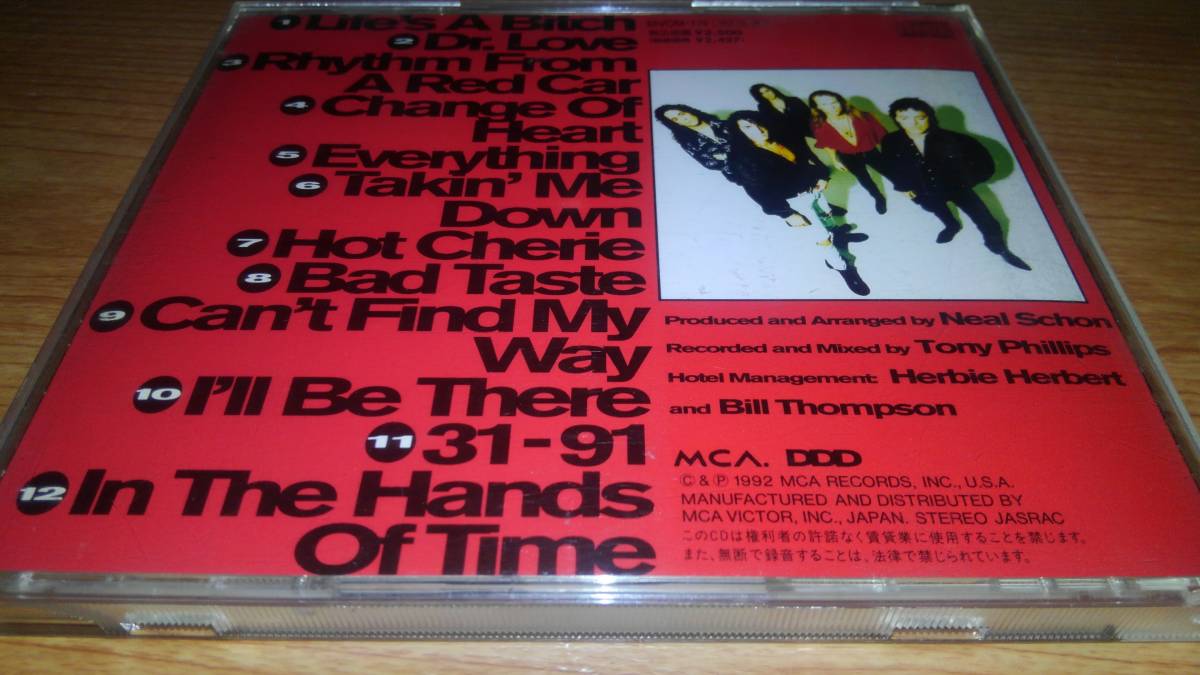 1 Life's A Bitch
2 Dr. Love
3 Rhythm From
A Red Car
4 Change Of
Heart
5 Everything
6 Takin' Me
Down
7 Hot Cherie
8 Bad Taste
9 Can't Find My
Way
10 I'll Be There
11 31-91
12 In The Hands
Of Time
Produced and Arranged by Neal Schon
Recorded and Mixed by Tony Phillips
Hotel Management: Herbie Herbert
and Bill Thompson
MCA. DDD
© & ℗ 1992 MCA RECORDS, INC., U.S.A.
MANUFACTURED AND DISTRIBUTED BY
MCA VICTOR, INC., JAPAN. STEREO JASRAC
このCDは権利者の許諾なく賃貸業に使用することを禁じます。
また、無断で録音することは、法律で禁じられています。